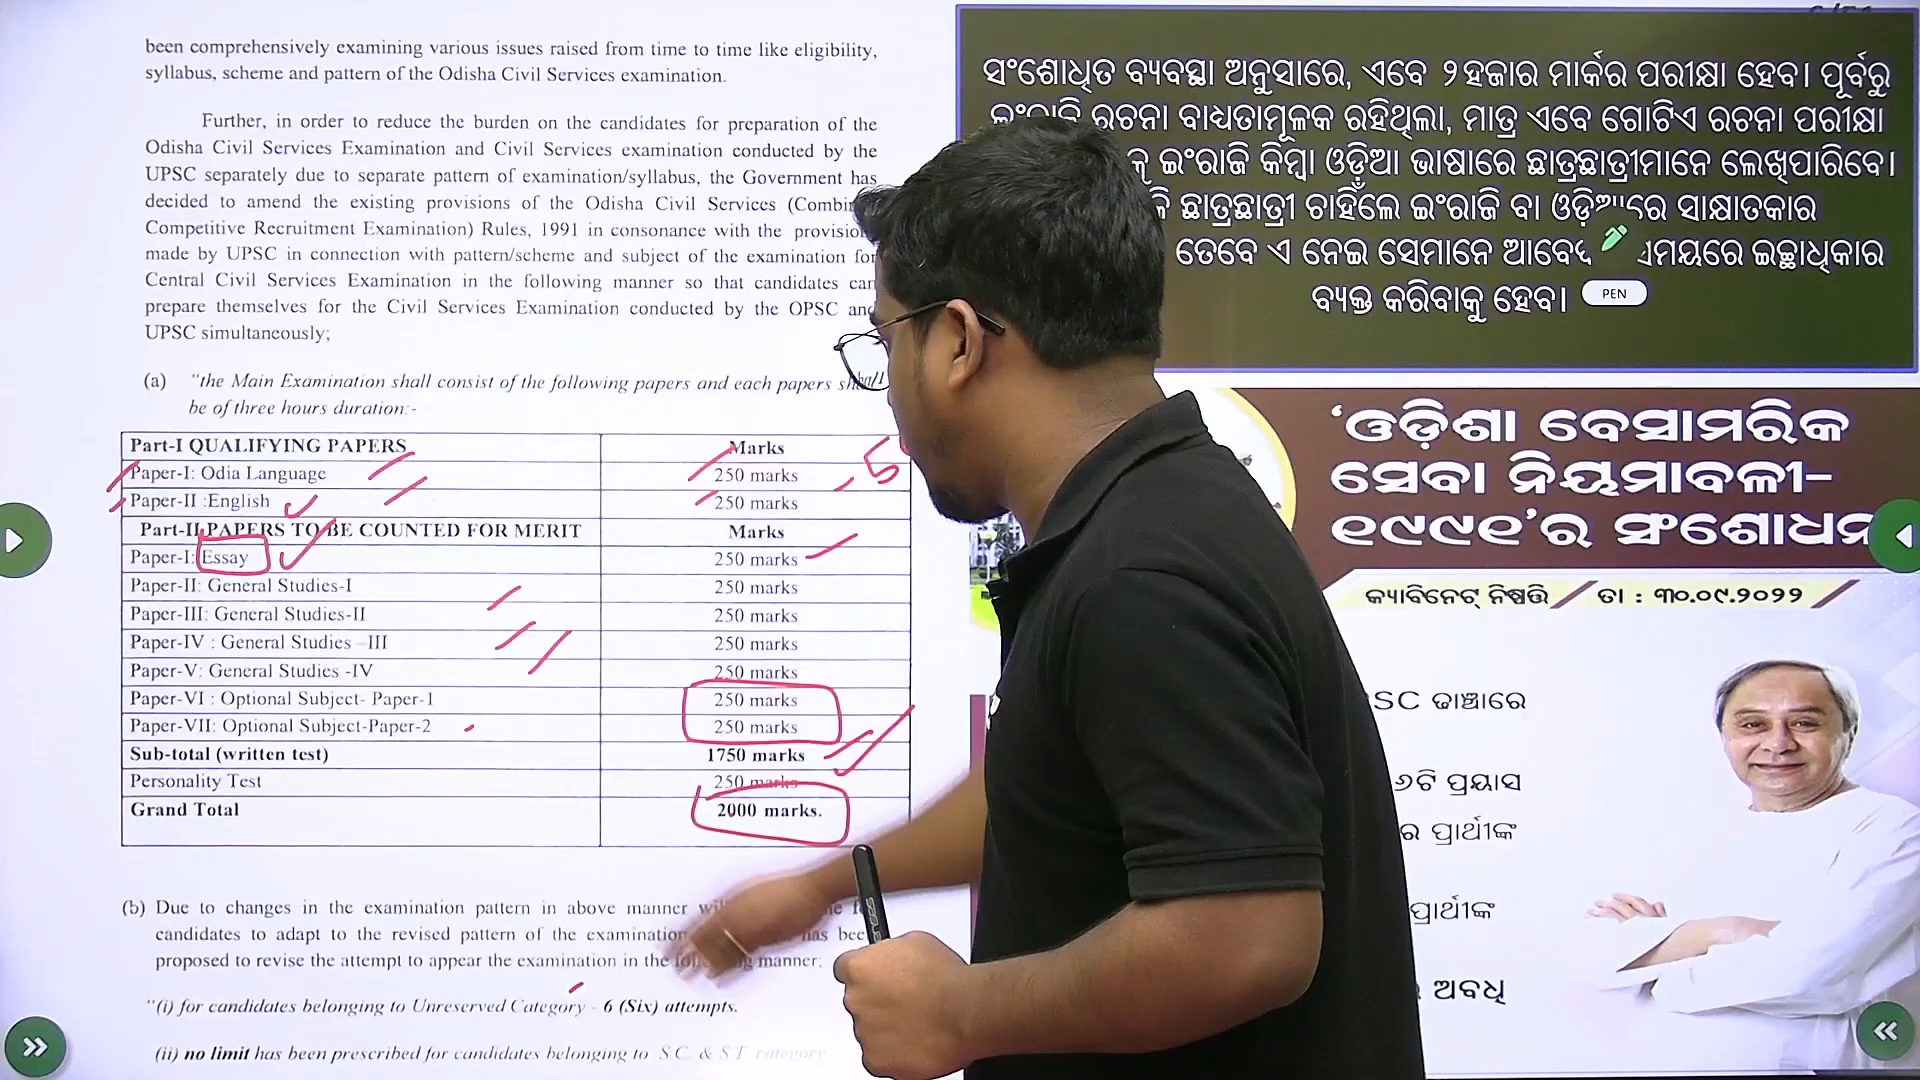 been comprehensively examining various issues raised from time to time like eligibility,
syllabus, scheme and pattern of the Odisha Civil Services examination.
Further, in order to reduce the burden on the candidates for preparation of the
Odisha Civil Services Examination and Civil Services examination conducted by the
UPSC separately due to separate pattern of examination/syllabus, the Government has
decided to amend the existing provisions of the Odisha Civil Services
Competitive Recruitment Examination) Rules, 1991 in consonance with the
made by UPSC in connection with pattern/scheme and subject of the examination for
Central Civil Services Examination in the following manner so that candidates can
prepare themselves for the Civil Services Examination conducted by the OPSC and
UPSC simultaneously;
(a) "the Main Examination shall consist of the following papers and each papers shall
be of three hours duration:-
Part-I QUALIFYING PAPERS Marks
Paper-I: Odia Language 250 marks
Paper-II :English 250 marks
Part-II PAPERS TO BE COUNTED FOR MERIT Marks
Paper-I: Essay 250 marks
Paper-II: General Studies-I 250 marks
Paper-III: General Studies-II 250 marks
Paper-IV : General Studies -III 250 marks
Paper-V: General Studies -IV 250 marks
Paper-VI : Optional Subject- Paper-1 250 marks
Paper-VII: Optional Subject-Paper-2 250 marks
Sub-total (written test) 1750 marks
Personality Test 250 marks
Grand Total 2000 marks.
(b) Due to changes in the examination pattern in above manner
candidates to adapt to the revised pattern of the examination has been
proposed to revise the attempt to appear the examination in the following manner;
"(i) for candidates belonging to Unreserved Category - 6 (Six) attempts.
(ii) no limit has been prescribed for candidates belonging to S.C. & S.T. category
ସଂଶୋଧିତ ବ୍ୟବସ୍ଥା ଅନୁସାରେ, ଏବେ ୨ ହଜାର ମାର୍କର ପରୀକ୍ଷା ହେବ। ପୂର୍ବରୁ
ଇଂରାଜି ରଚନା ବାଧ୍ୟତାମୂଳକ ରହିଥିଲା, ମାତ୍ର ଏବେ ଗୋଟିଏ ରଚନା ପରୀକ୍ଷା
କୁ ଇଂରାଜି କିମ୍ବା ଓଡ଼ିଆ ଭାଷାରେ ଛାତ୍ରଛାତ୍ରୀମାନେ ଲେଖିପାରିବେ।
ଛାତ୍ରଛାତ୍ରୀ ଚାହିଁଲେ ଇଂରାଜି ବା ଓଡ଼ିଆରେ ସାକ୍ଷାତକାର
ତେବେ ଏ ନେଇ ସେମାନେ ସମୟରେ ଇଚ୍ଛାଧିକାର
ବ୍ୟକ୍ତ କରିବାକୁ ହେବ। PEN
'ଓଡ଼ିଶା ବେସାମରିକ
ସେବା ନିୟମାବଳୀ-
୧୯୯୧'ର ସଂଶୋଧନ
କ୍ୟାବିନେଟ୍ ନିଷ୍ପତ୍ତି / ତା : ୩୦.୦୯.୨୦୨୨
SC ଢାଞ୍ଚାରେ
୬ଟି ପ୍ରୟାସ
ର ପ୍ରାର୍ଥୀଙ୍କ
ପ୍ରାର୍ଥୀଙ୍କ
ଅବଧି